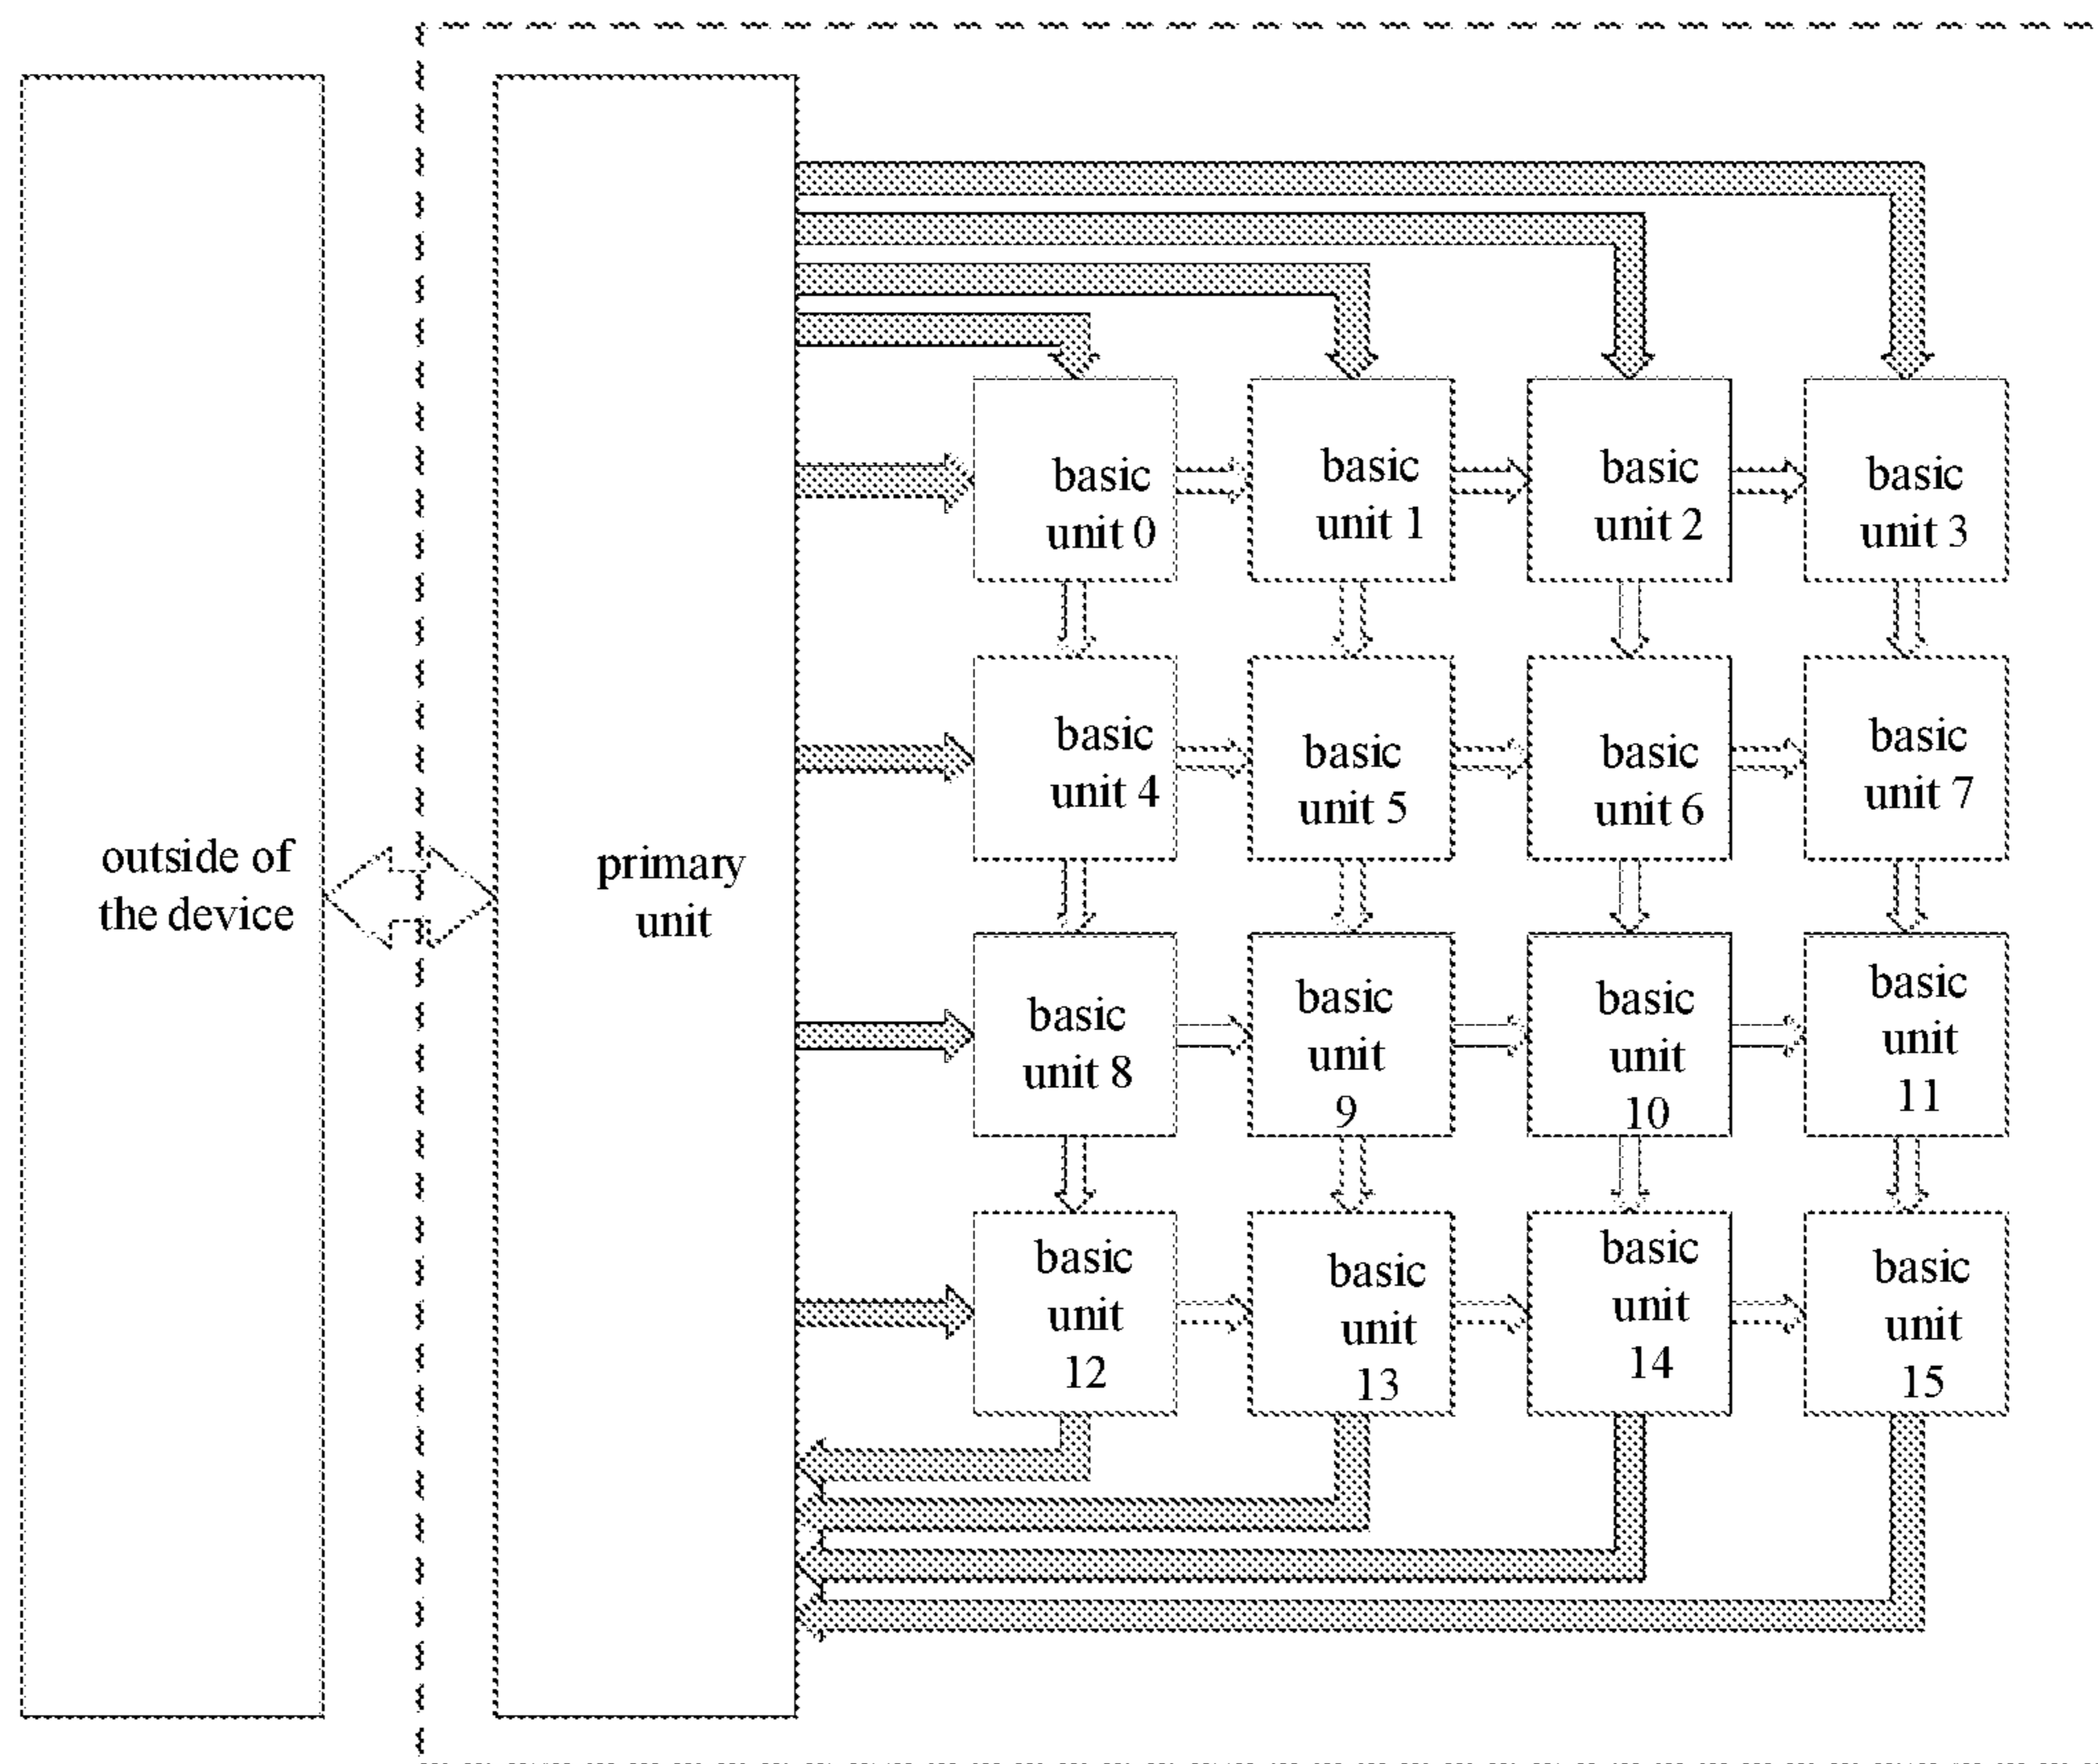 outside of
the device
primary
unit
basic
unit 0
basic
unit 1
basic
unit 2
basic
unit 3
basic
unit 4
basic
unit 5
basic
unit 6
basic
unit 7
basic
unit 8
basic
unit
9
basic
unit
10
basic
unit
11
basic
unit
12
basic
unit
13
basic
unit
14
basic
unit
15